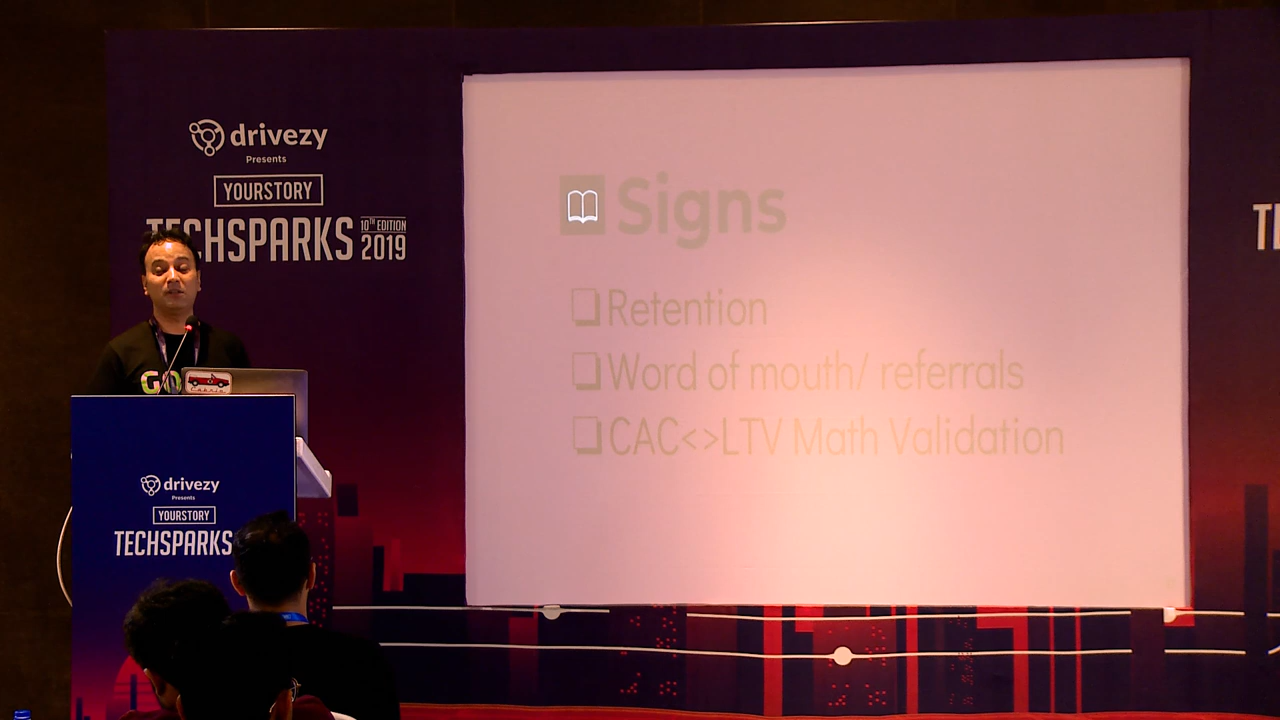 drivezy
Presents
YOURSTORY
TECHSPARKS 10TH EDITION 2019
Signs
Retention
Word of mouth/ referrals
CAC<>LTV Math Validation
GO
drivezy
Presents
YOURSTORY
TECHSPARKS